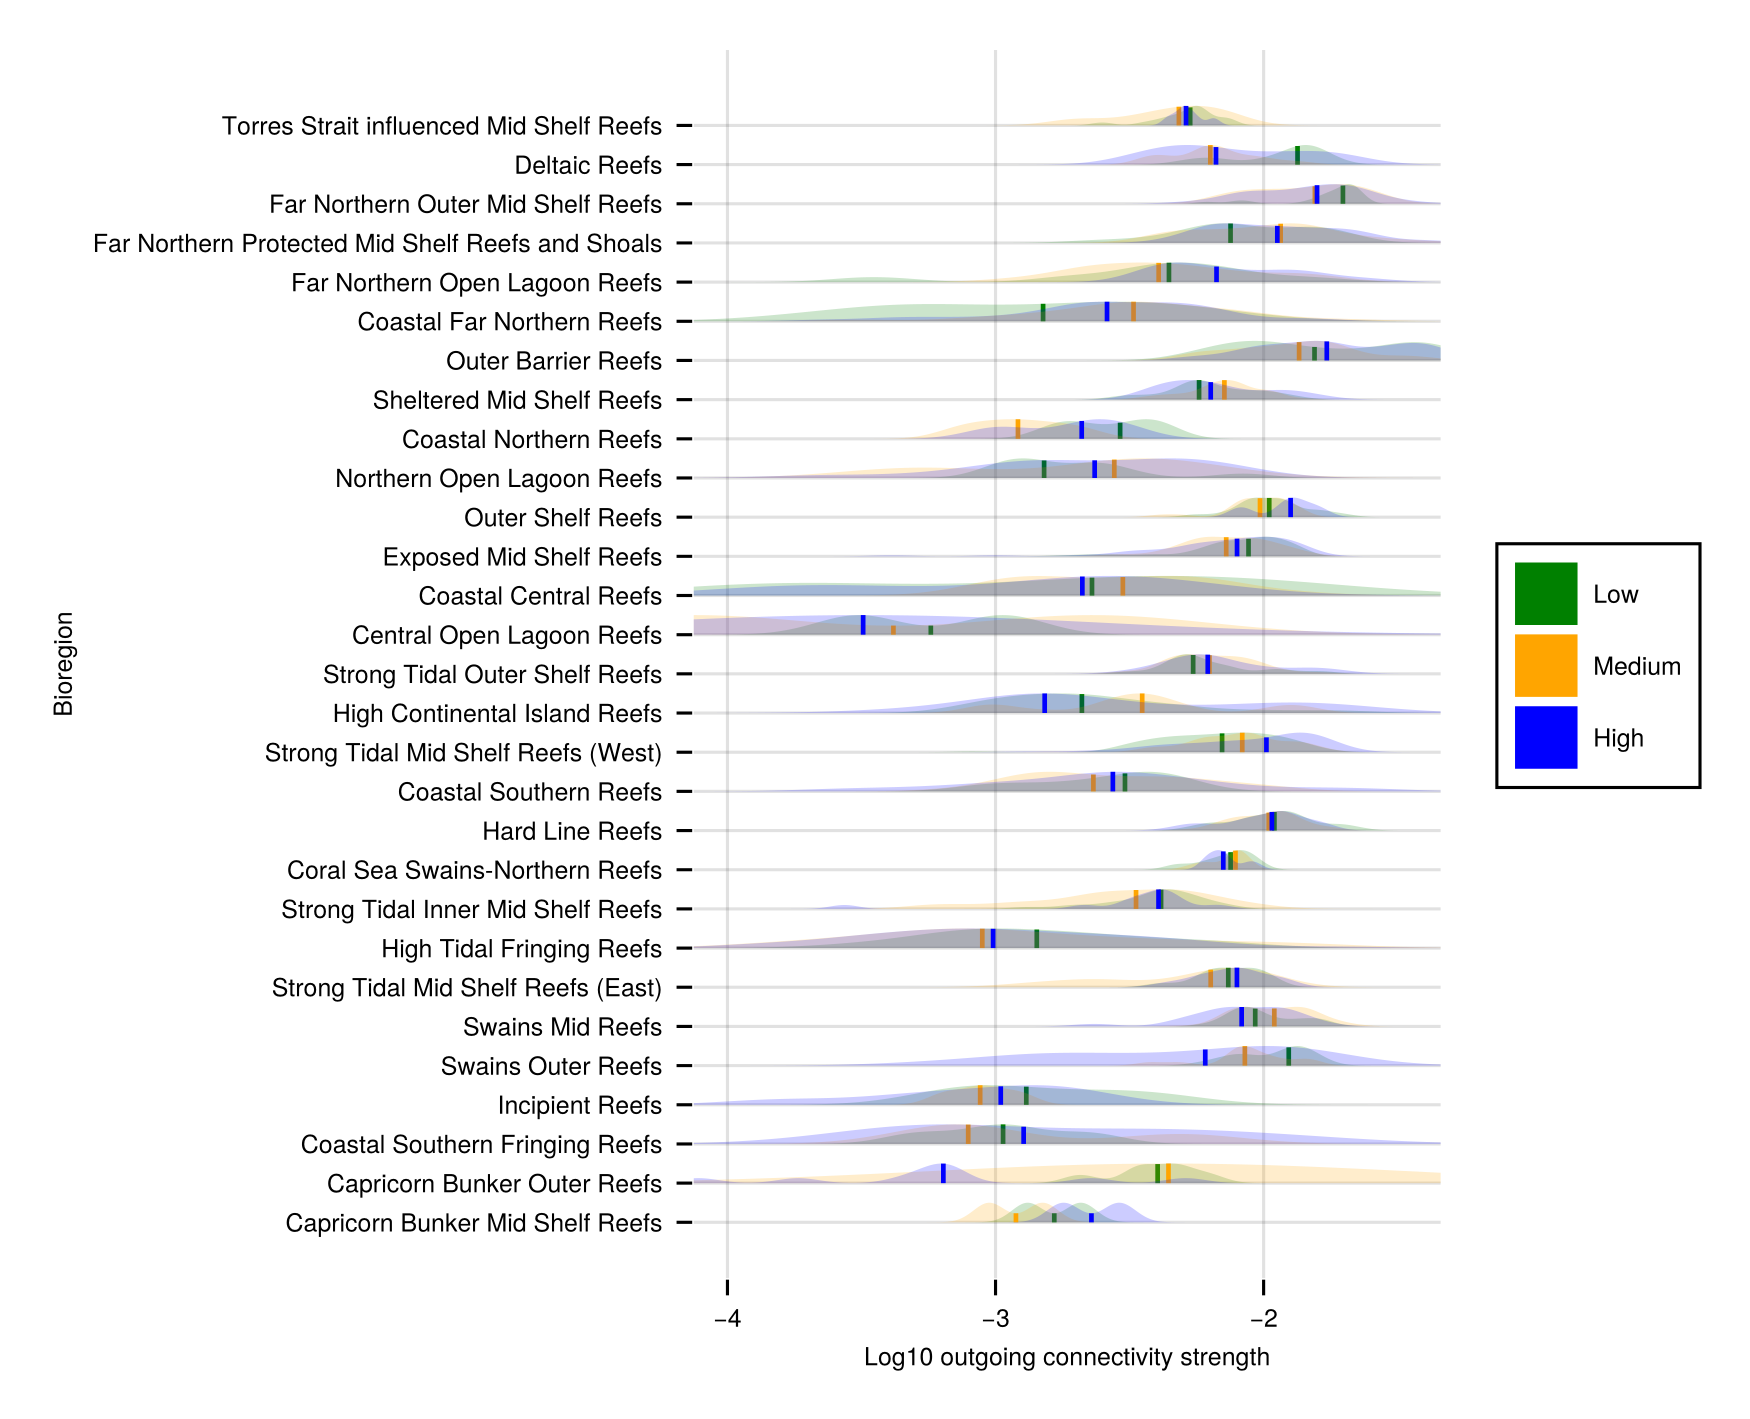 Torres Strait influenced Mid Shelf Reefs
Deltaic Reefs
Far Northern Outer Mid Shelf Reefs
Far Northern Protected Mid Shelf Reefs and Shoals
Far Northern Open Lagoon Reefs
Coastal Far Northern Reefs
Outer Barrier Reefs
Sheltered Mid Shelf Reefs
Coastal Northern Reefs
Northern Open Lagoon Reefs
Outer Shelf Reefs
Exposed Mid Shelf Reefs
Coastal Central Reefs
Central Open Lagoon Reefs
Strong Tidal Outer Shelf Reefs
High Continental Island Reefs
Strong Tidal Mid Shelf Reefs (West)
Coastal Southern Reefs
Hard Line Reefs
Coral Sea Swains-Northern Reefs
Strong Tidal Inner Mid Shelf Reefs
High Tidal Fringing Reefs
Strong Tidal Mid Shelf Reefs (East)
Swains Mid Reefs
Swains Outer Reefs
Incipient Reefs
Coastal Southern Fringing Reefs
Capricorn Bunker Outer Reefs
Capricorn Bunker Mid Shelf Reefs
Bioregion
−4
−3
−2
Log10 outgoing connectivity strength
Low
Medium
High